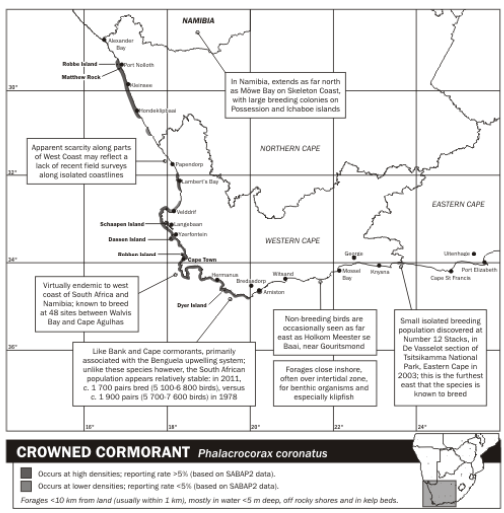 NAMIBIA
Alexander
Bay
Robbe Island
Port Nolloth
Matthew Rock
Kleinsee
Hondeklipbaai
30°
In Namibia, extends as far north
as Möwe Bay on Skeleton Coast,
with large breeding colonies on
Possession and Ichaboe islands
Apparent scarcity along parts
of West Coast may reflect a
lack of recent field surveys
along isolated coastlines
NORTHERN CAPE
Papendorp
32°
Lambert's Bay
EASTERN CAPE
Velddrif
Schaapen Island
Langebaan
Yzerfontein
Dassen Island
WESTERN CAPE
Robben Island
Cape Town
34°
George
Uitenhage
Mossel
Bay
Knysna
Cape St Francis
Port Elizabeth
Hermanus
Bredasdorp
Witsand
Arniston
Dyer Island
Virtually endemic to west
coast of South Africa and
Namibia; known to breed
at 48 sites between Walvis
Bay and Cape Agulhas
Non-breeding birds are
occasionally seen as far
east as Holkom Meester se
Baai, near Gouritsmond
Small isolated breeding
population discovered at
Number 12 Stacks, in
De Vasselot section of
Tsitsikamma National
Park, Eastern Cape in
2003; this is the furthest
east that the species is
known to breed
36°
Like Bank and Cape cormorants, primarily
associated with the Benguela upwelling system;
unlike these species however, the South African
population appears relatively stable: in 2011,
c. 1 700 pairs bred (5 100-6 800 birds), versus
c. 1 900 pairs (5 700-7 600 birds) in 1978
Forages close inshore,
often over intertidal zone,
for benthic organisms and
especially klipfish
16°
18°
20°
22°
24°
CROWNED CORMORANT Phalacrocorax coronatus
Occurs at high densities; reporting rate >5% (based on SABAP2 data).
Occurs at lower densities; reporting rate <5% (based on SABAP2 data).
Forages <10 km from land (usually within 1 km), mostly in water <5 m deep, off rocky shores and in kelp beds.